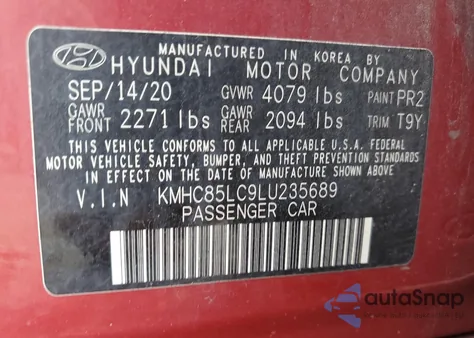 MANUFACTURED IN KOREA BY
HYUNDAI MOTOR COMPANY
SEP/14/20 GVWR 4079 lbs PAINT PR2
GAWR FRONT 2271 lbs GAWR REAR 2094 lbs TRIM T9Y
THIS VEHICLE CONFORMS TO ALL APPLICABLE U.S.A. FEDERAL
MOTOR VEHICLE SAFETY, BUMPER, AND THEFT PREVENTION STANDARDS
IN EFFECT ON THE DATE OF MANUFACTURE SHOWN ABOVE.
V.I.N KMHC85LC9LU235689
PASSENGER CAR
autoSnap